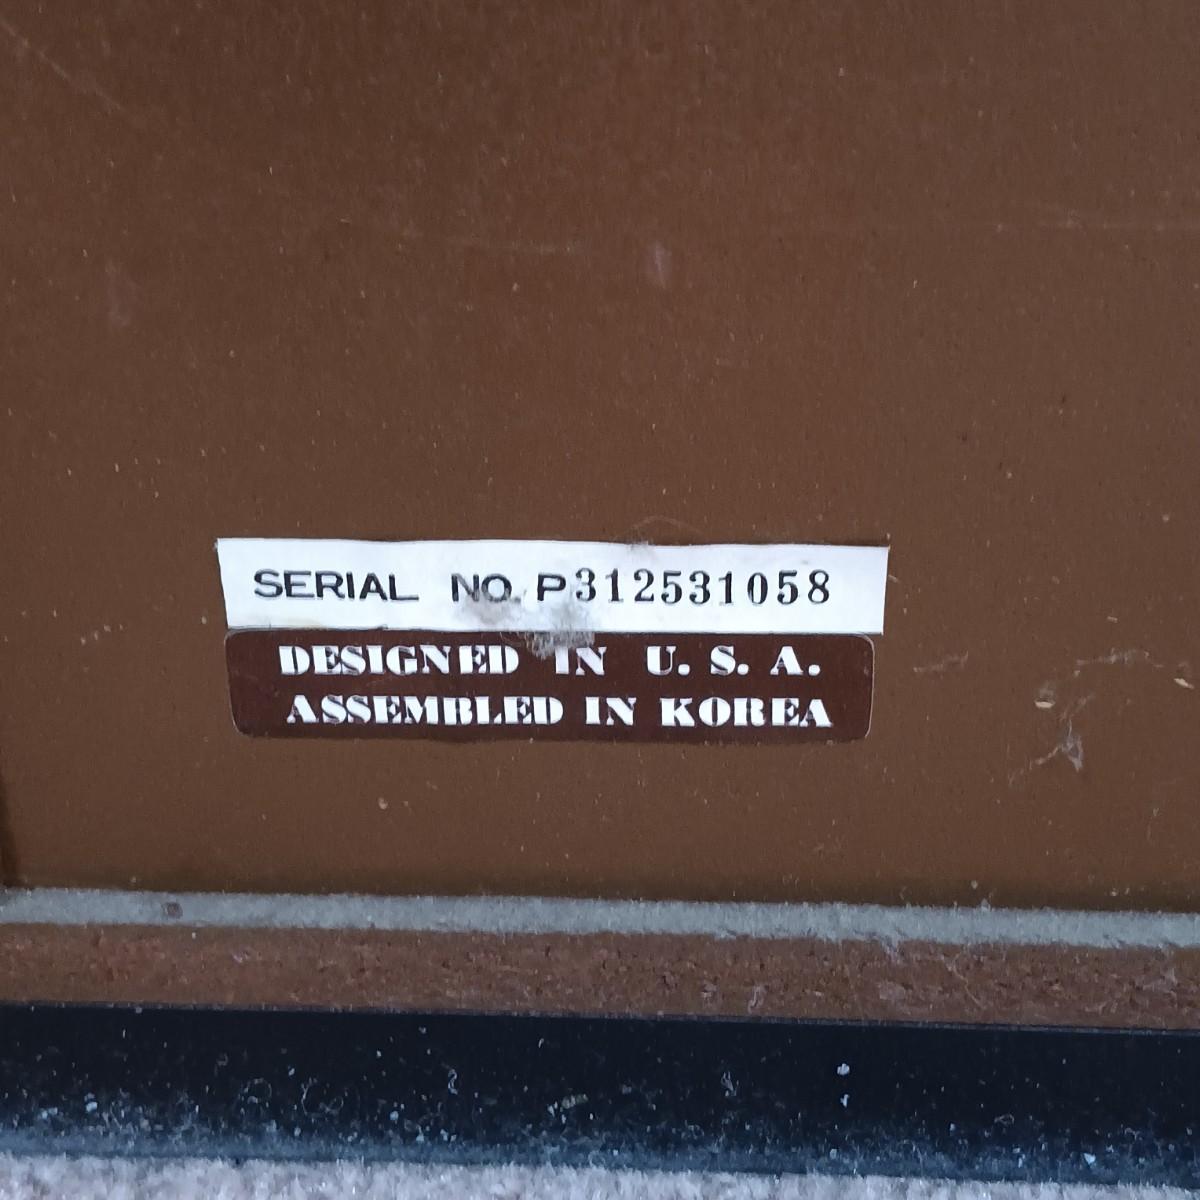 SERIAL NO. P312531058
DESIGNED IN U. S. A.
ASSEMBLED IN KOREA